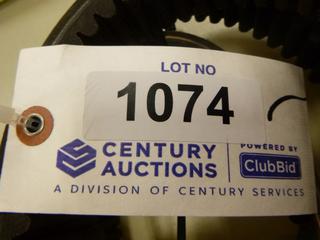 LOT NO
1074
CENTURY
AUCTIONS
POWERED BY
ClubBid
A DIVISION OF CENTURY SERVICES